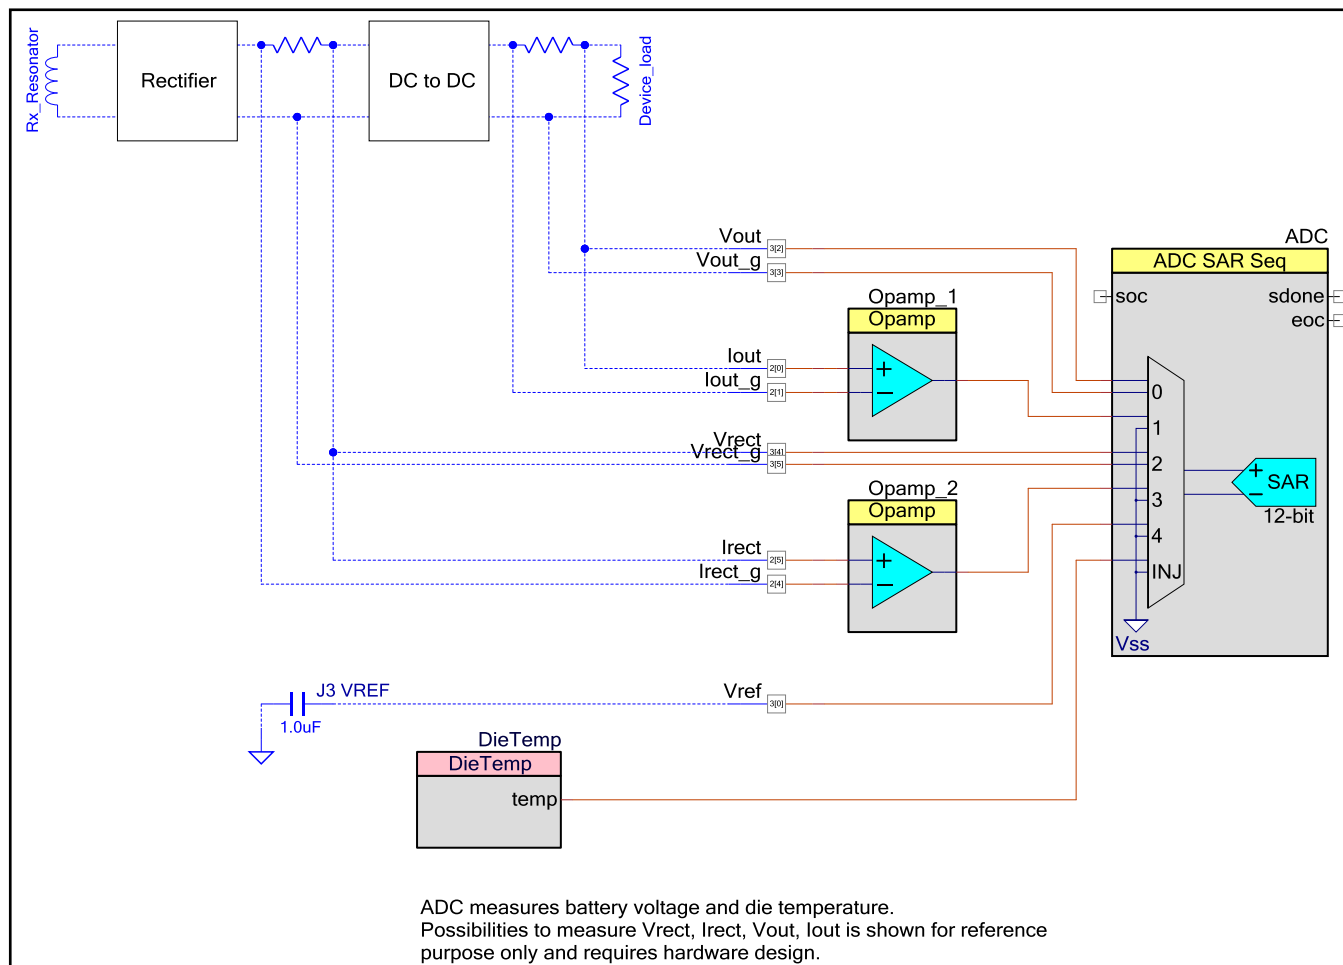 Rx_Resonator
Rectifier
DC to DC
Device_load
Vout
3[2]
Vout_g
3[3]
ADC
ADC SAR Seq
soc
sdone
eoc
Opamp_1
Opamp
+
−
Iout
2[0]
Iout_g
2[1]
0
1
2
3
4
INJ
Vss
+
−
SAR
12-bit
Vrect
3[4]
Vrect_g
3[5]
Opamp_2
Opamp
+
−
Irect
2[5]
Irect_g
2[4]
J3 VREF
1.0uF
Vref
3[0]
DieTemp
DieTemp
temp
ADC measures battery voltage and die temperature.
Possibilities to measure Vrect, Irect, Vout, Iout is shown for reference
purpose only and requires hardware design.